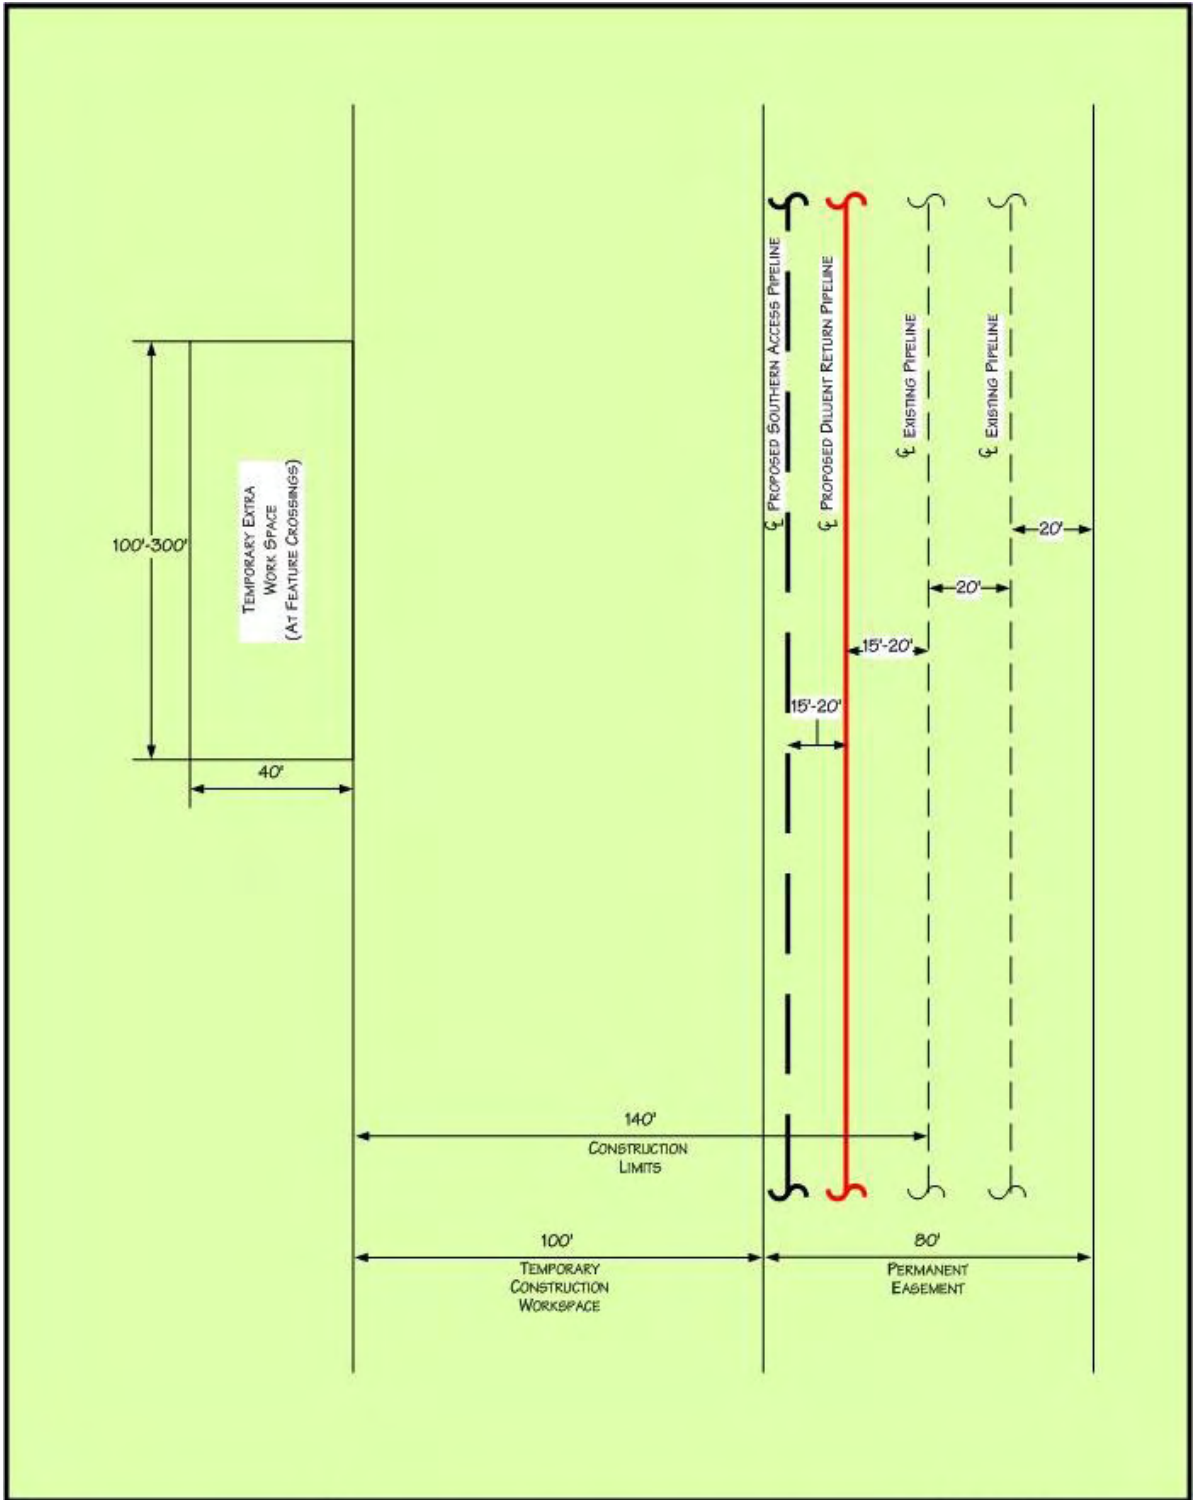 ℄ PROPOSED SOUTHERN ACCESS PIPELINE
℄ PROPOSED DILUENT RETURN PIPELINE
℄ EXISTING PIPELINE
℄ EXISTING PIPELINE
TEMPORARY EXTRA
WORK SPACE
(AT FEATURE CROSSINGS)
100'-300'
40'
20'
20'
15'-20'
15'-20'
140'
CONSTRUCTION
LIMITS
100'
TEMPORARY
CONSTRUCTION
WORKSPACE
80'
PERMANENT
EASEMENT